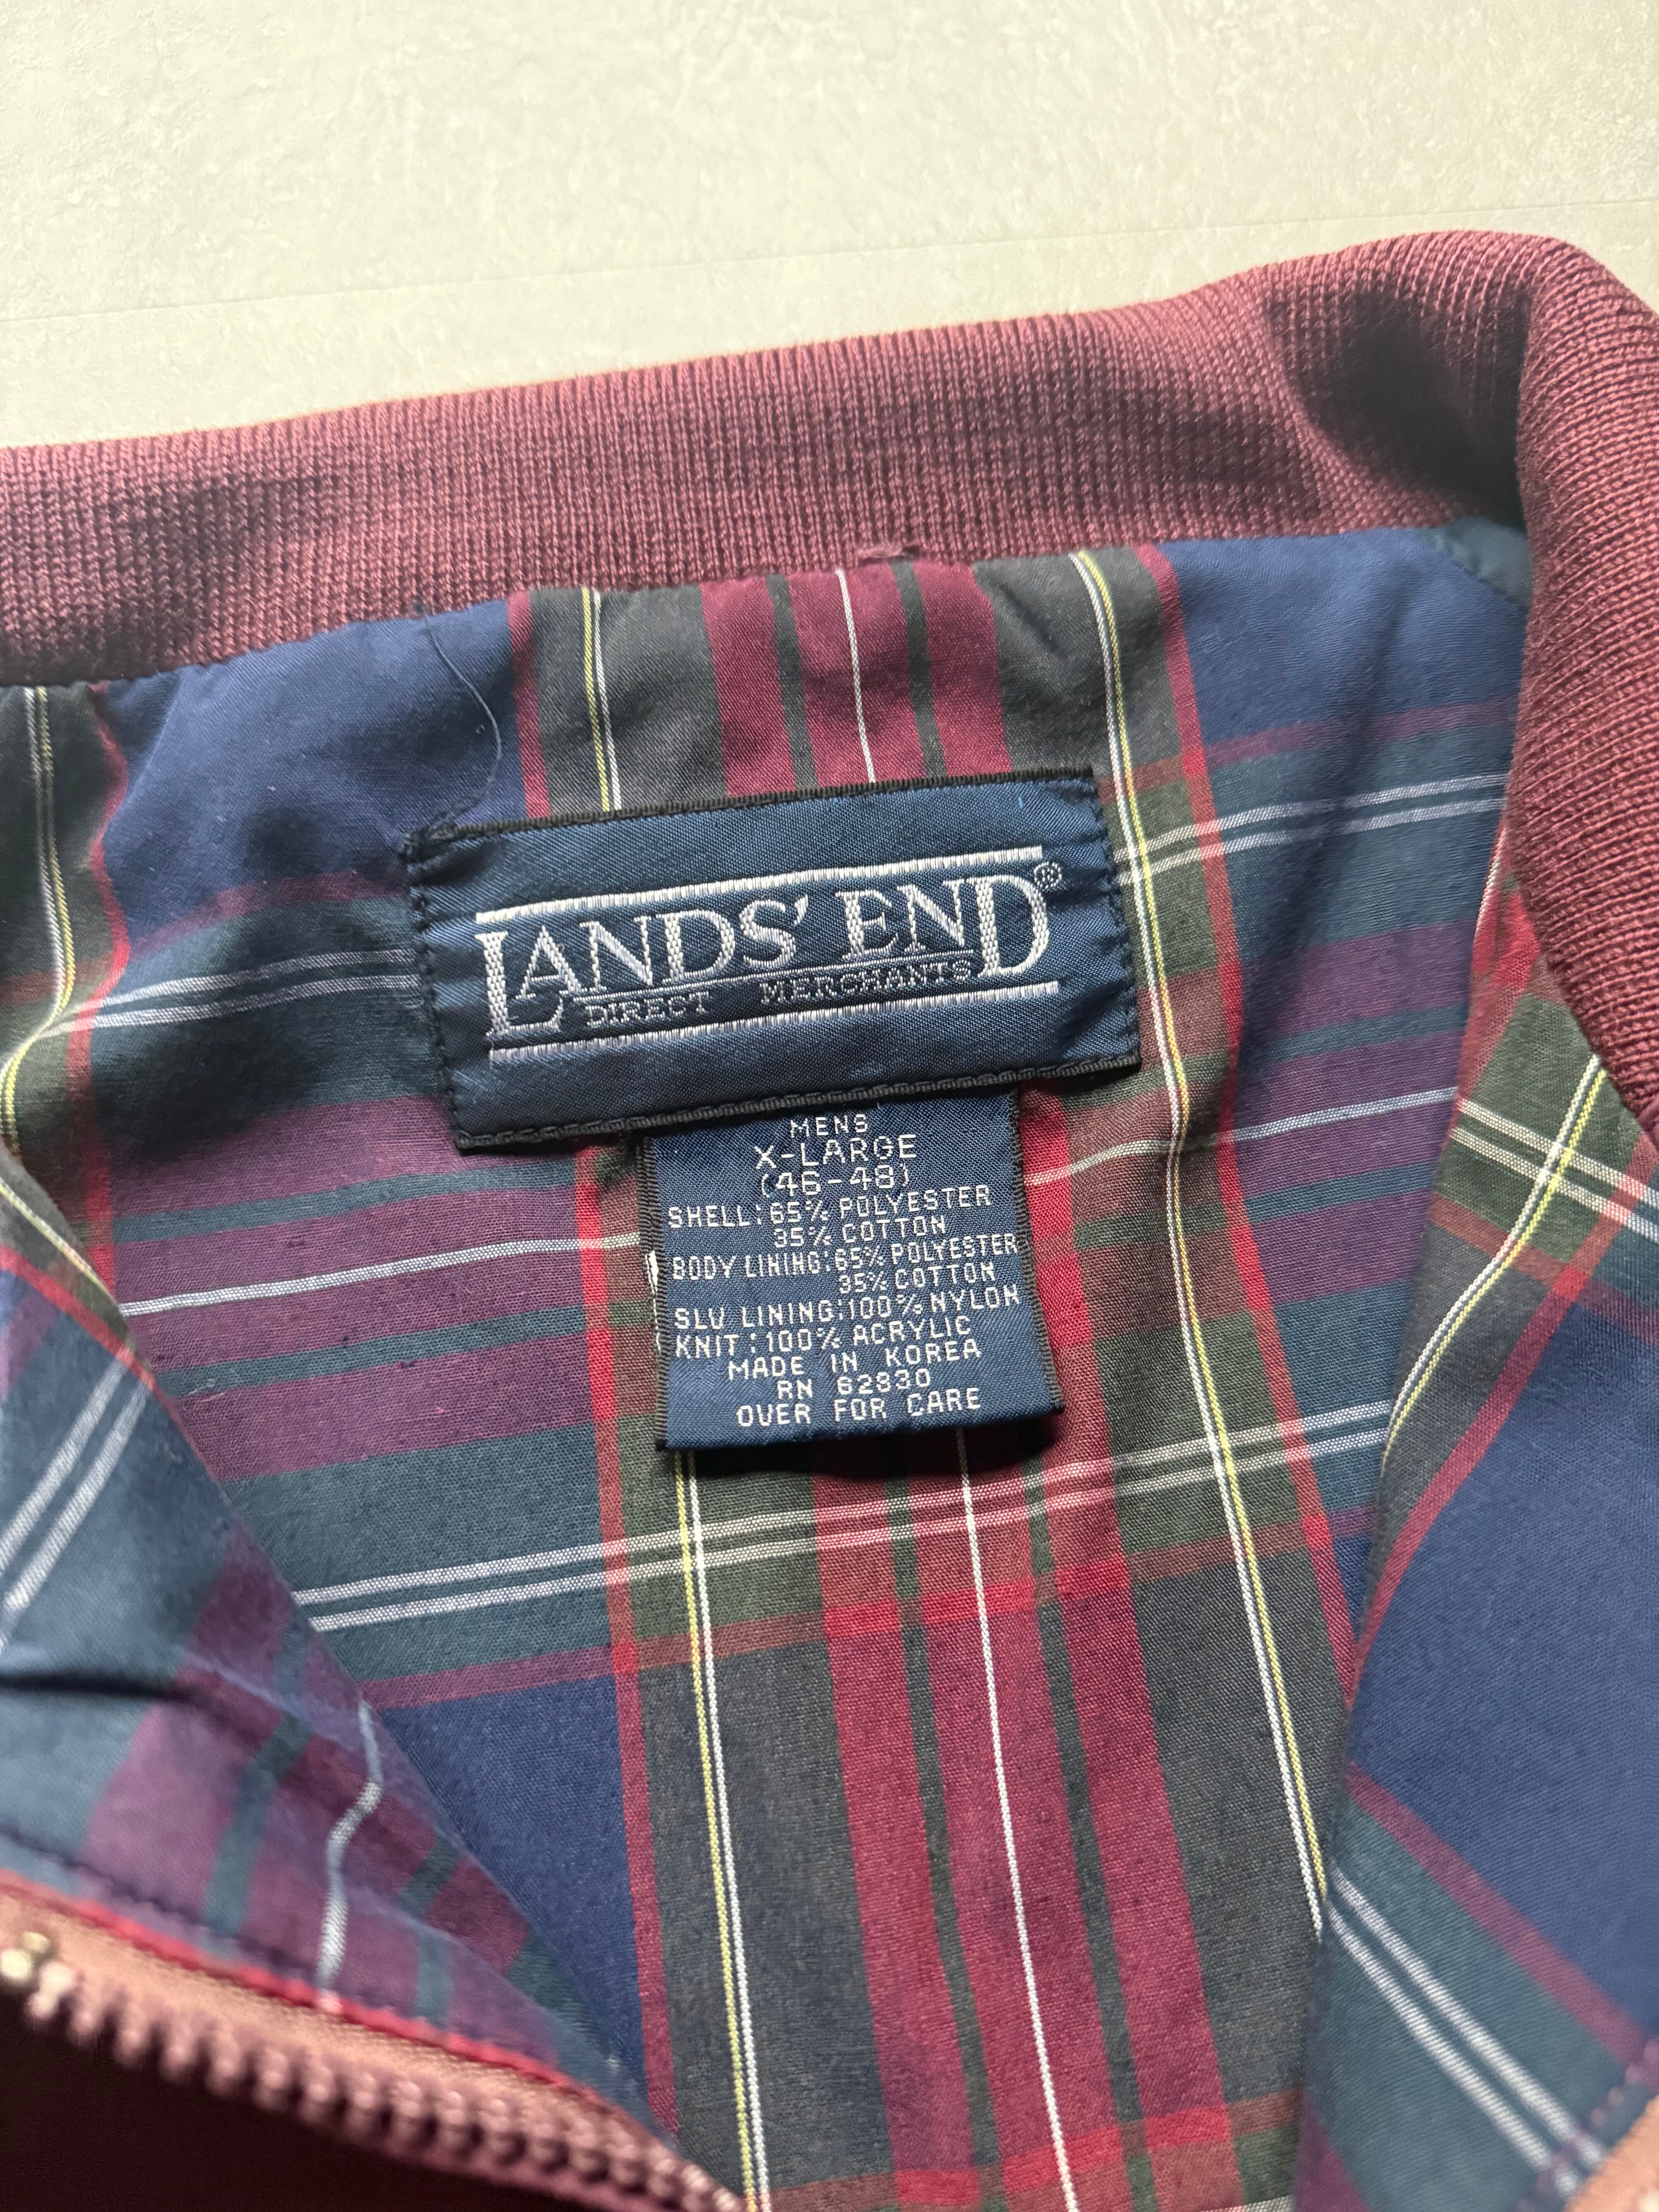 LANDS' END®
DIRECT MERCHANTS
MENS
X-LARGE
(46-48)
SHELL:65% POLYESTER
35% COTTON
BODY LINING:65% POLYESTER
35% COTTON
SLV LINING:100% NYLON
KNIT:100% ACRYLIC
MADE IN KOREA
RN 62830
OVER FOR CARE